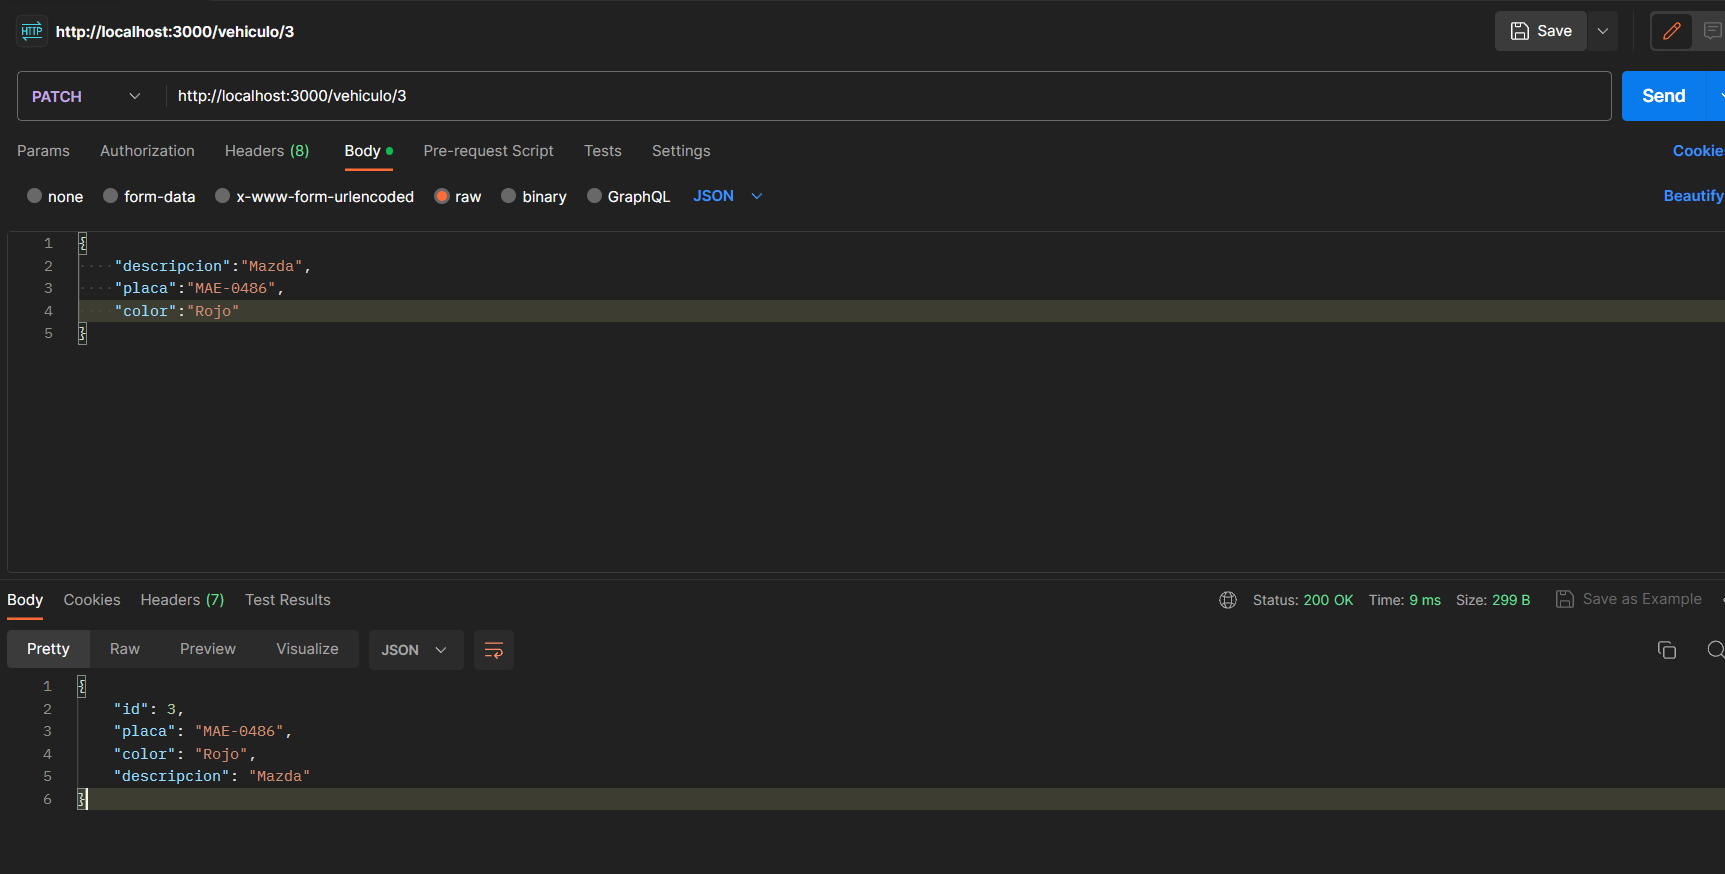 HTTP http://localhost:3000/vehiculo/3 Save
PATCH http://localhost:3000/vehiculo/3 Send
Params Authorization Headers (8) Body Pre-request Script Tests Settings Cookies
none form-data x-www-form-urlencoded raw binary GraphQL JSON Beautify
1 {
2 "descripcion":"Mazda",
3 "placa":"MAE-0486",
4 "color":"Rojo"
5 }
Body Cookies Headers (7) Test Results Status: 200 OK Time: 9 ms Size: 299 B Save as Example
Pretty Raw Preview Visualize JSON
1 {
2 "id": 3,
3 "placa": "MAE-0486",
4 "color": "Rojo",
5 "descripcion": "Mazda"
6 }